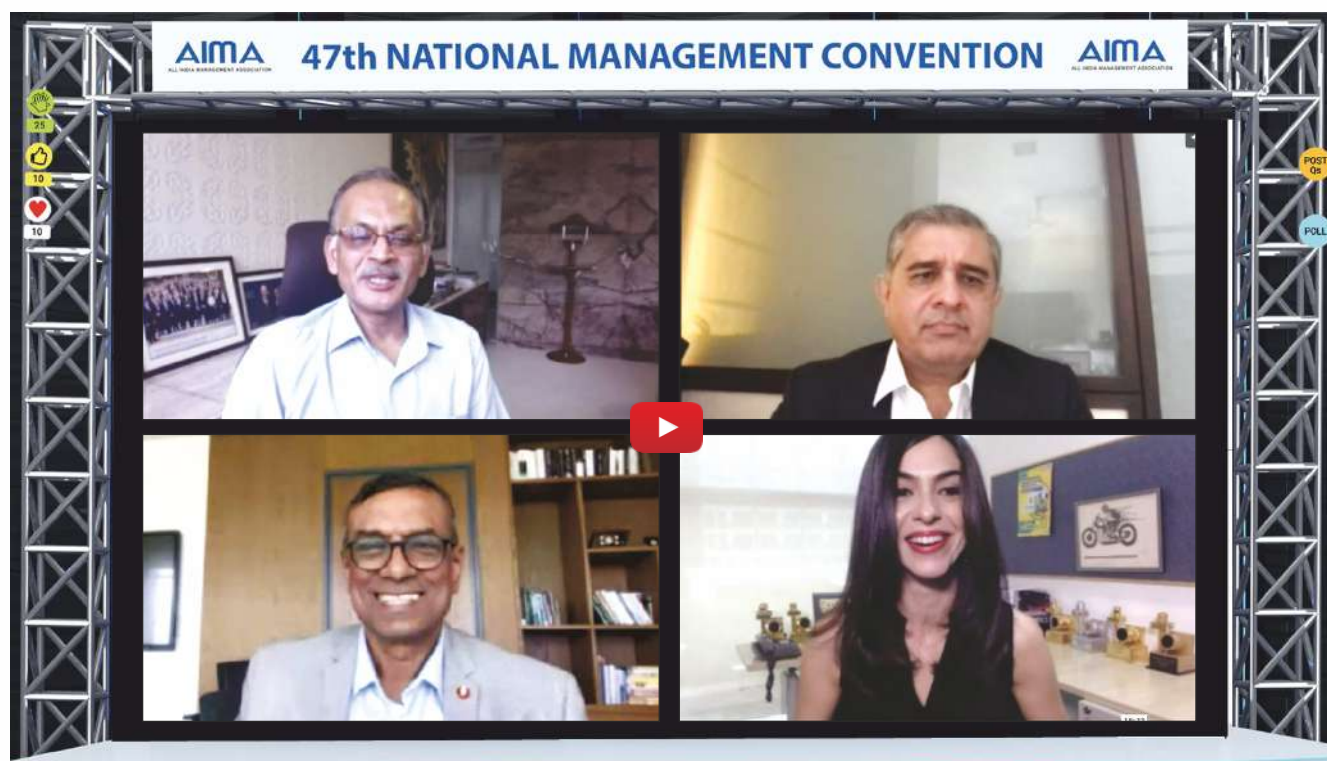 AIMA
ALL INDIA MANAGEMENT ASSOCIATION
47th NATIONAL MANAGEMENT CONVENTION
AIMA
ALL INDIA MANAGEMENT ASSOCIATION
25
10
10
POST
Qs
POLL